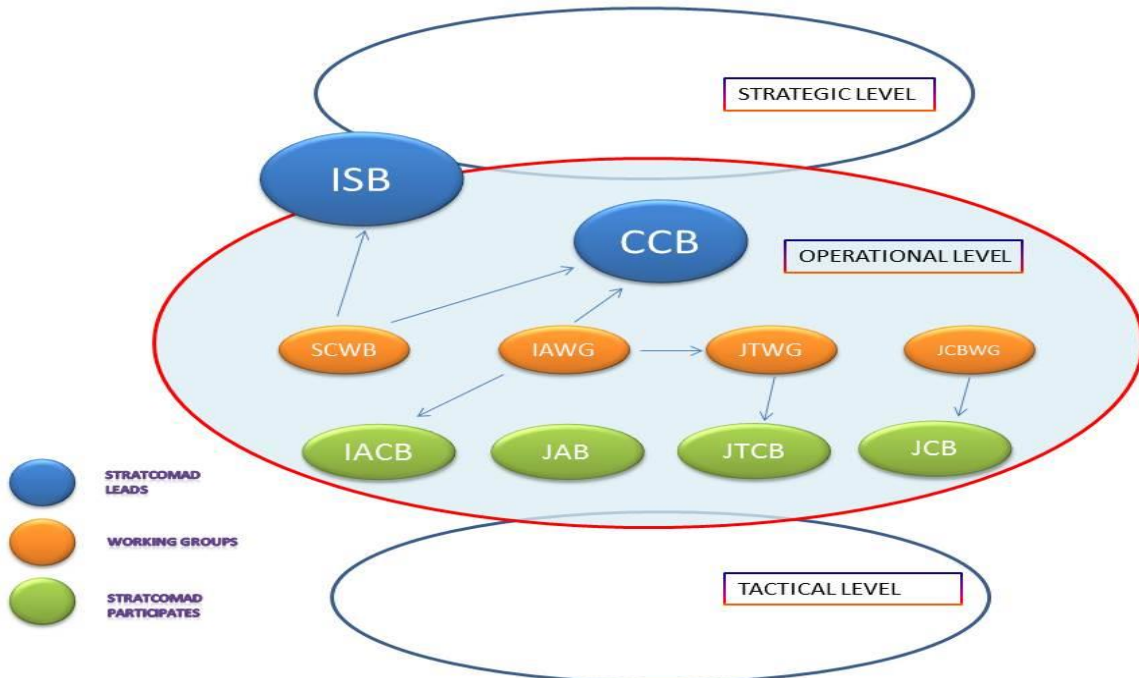 STRATEGIC LEVEL
ISB
CCB
OPERATIONAL LEVEL
SCWB
IAWG
JTWG
JCBWG
IACB
JAB
JTCB
JCB
STRATCOMAD
LEADS
WORKING GROUPS
STRATCOMAD
PARTICIPATES
TACTICAL LEVEL